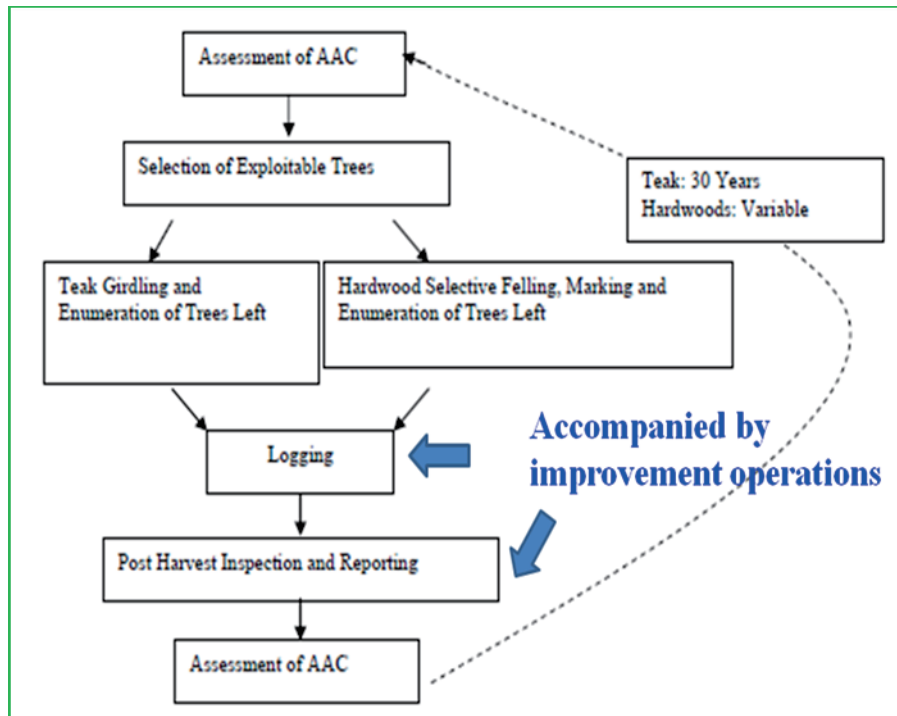 Assessment of AAC
Selection of Exploitable Trees
Teak: 30 Years
Hardwoods: Variable
Teak Girdling and
Enumeration of Trees Left
Hardwood Selective Felling, Marking and
Enumeration of Trees Left
Logging
Accompanied by
improvement operations
Post Harvest Inspection and Reporting
Assessment of AAC